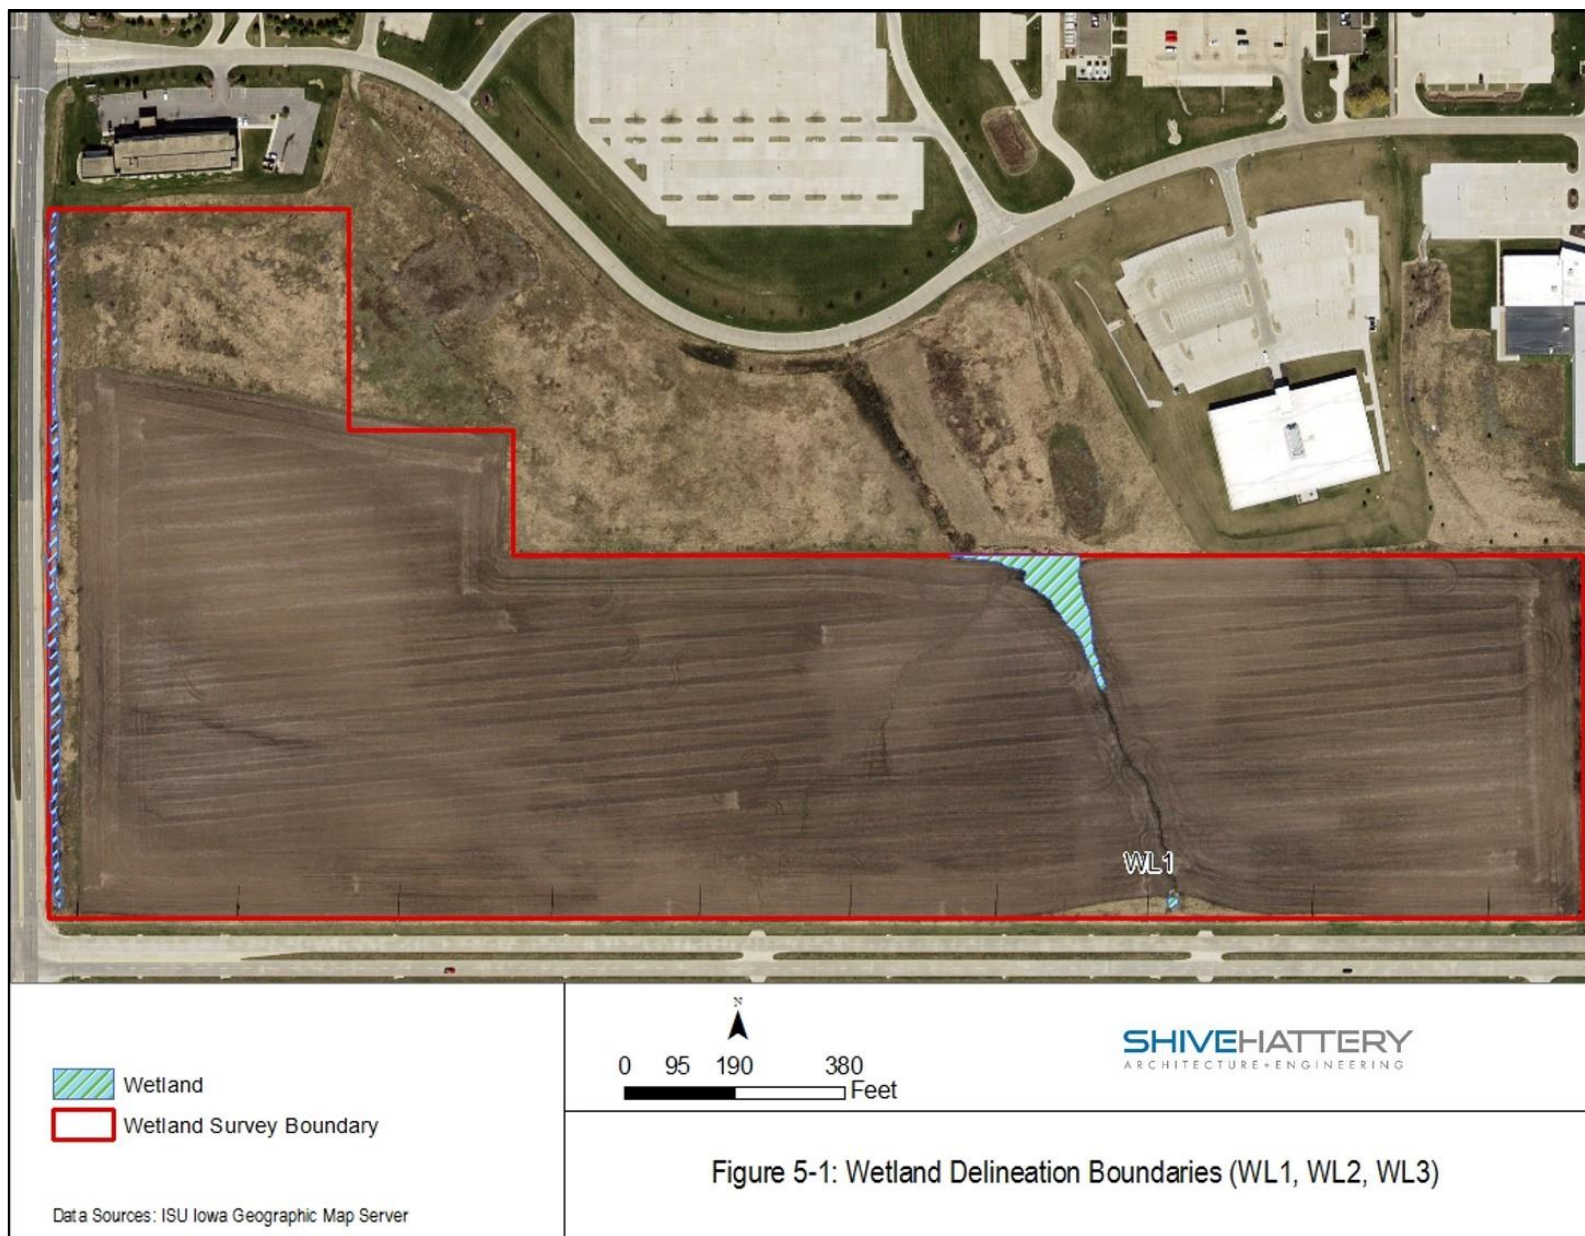 WL1
Wetland
Wetland Survey Boundary
Data Sources: ISU Iowa Geographic Map Server
N
0 95 190 380
Feet
SHIVEHATTERY
ARCHITECTURE+ENGINEERING
Figure 5-1: Wetland Delineation Boundaries (WL1, WL2, WL3)